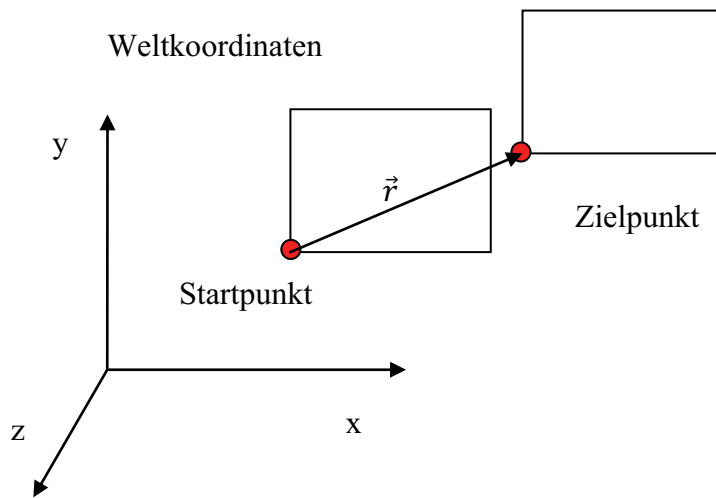 Weltkoordinaten
y
r⃗
Zielpunkt
Startpunkt
x
z